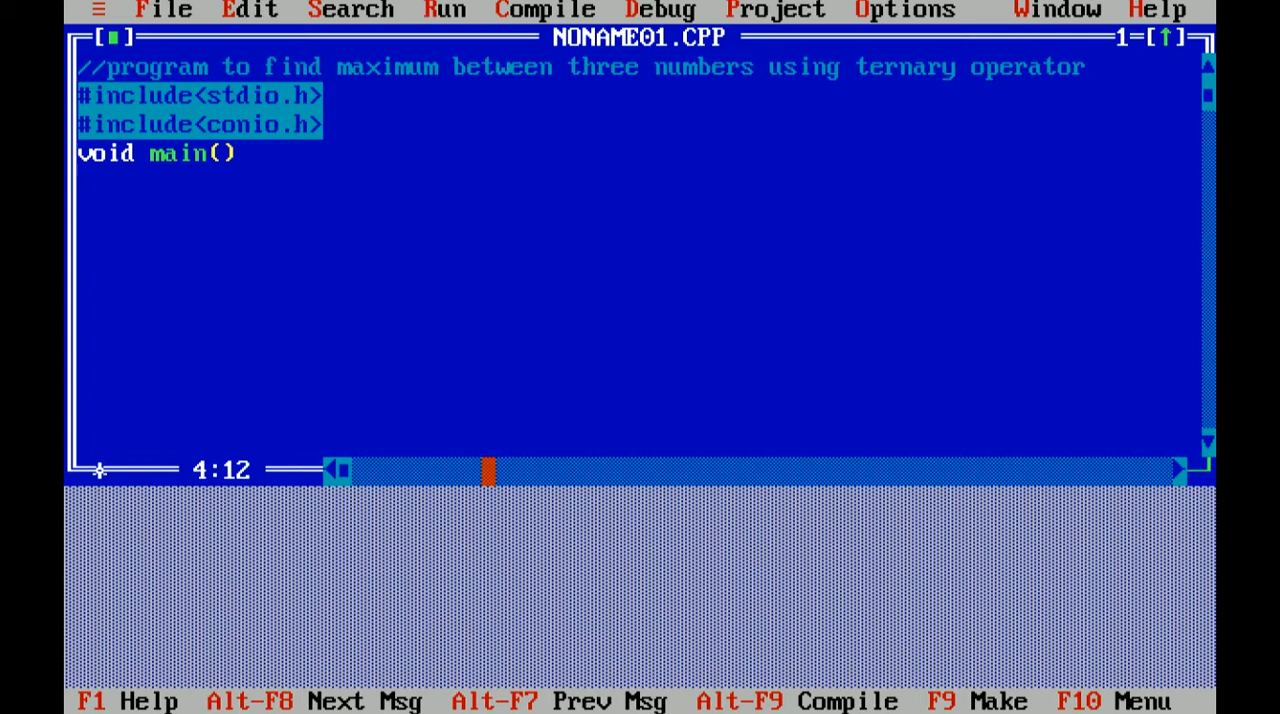 ≡ File Edit Search Run Compile Debug Project Options Window Help
[■] NONAME01.CPP 1=[↑]
//program to find maximum between three numbers using ternary operator
#include<stdio.h>
#include<conio.h>
void main()
4:12
F1 Help Alt-F8 Next Msg Alt-F7 Prev Msg Alt-F9 Compile F9 Make F10 Menu